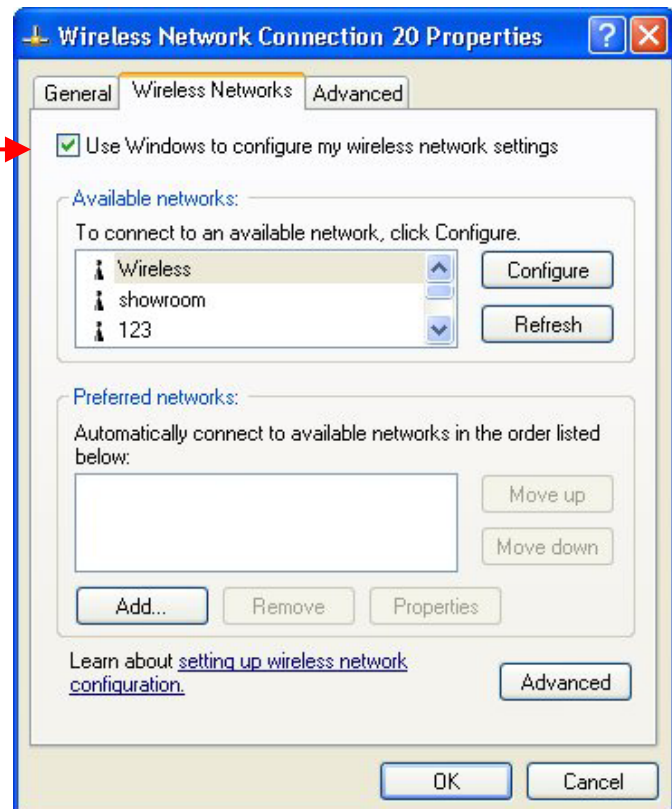 Wireless Network Connection 20 Properties
?
General Wireless Networks Advanced
Use Windows to configure my wireless network settings
Available networks:
To connect to an available network, click Configure.
Wireless
Configure
showroom
123
Refresh
Preferred networks:
Automatically connect to available networks in the order listed
below:
Move up
Move down
Add... Remove Properties
Learn about setting up wireless network
configuration.
Advanced
OK Cancel